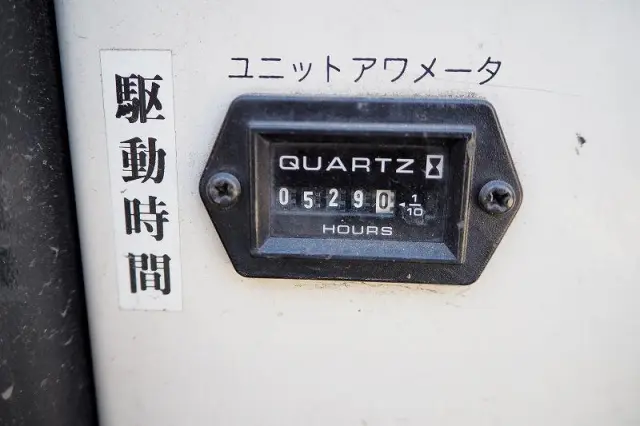 ユニットアワメータ
駆動時間
QUARTZ
05290 1/10
HOURS